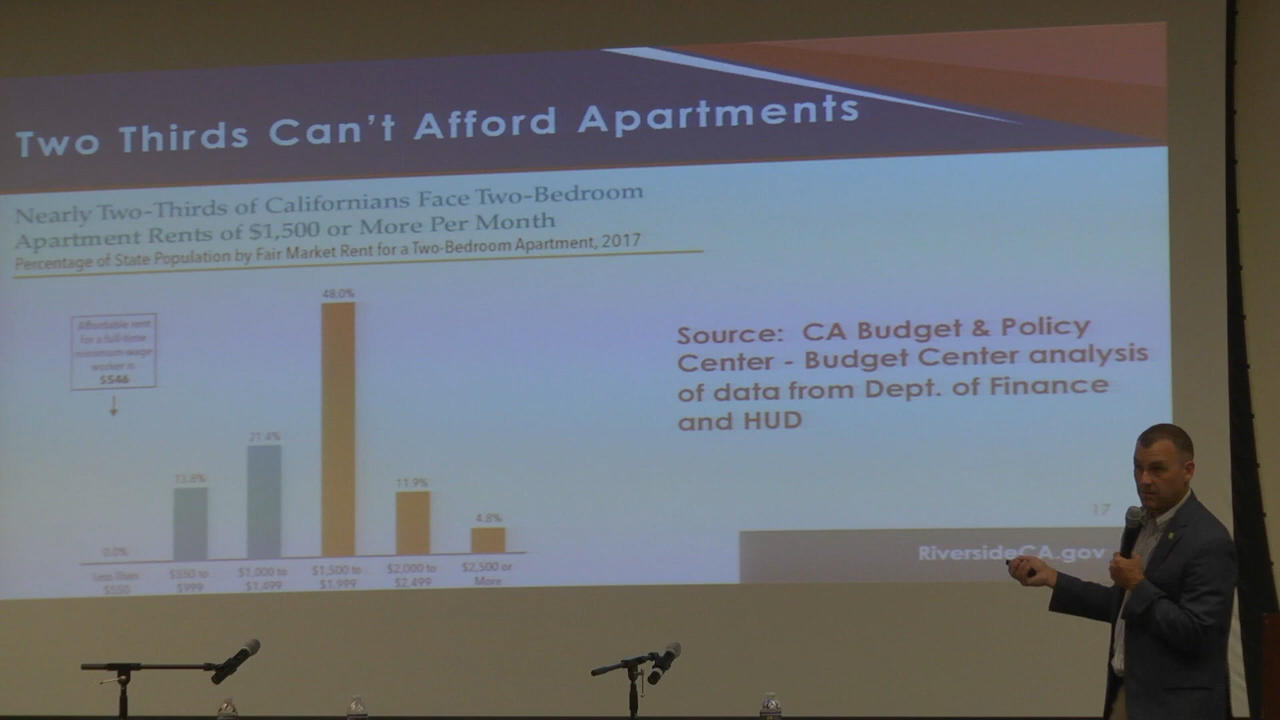 Two Thirds Can't Afford Apartments
Nearly Two-Thirds of Californians Face Two-Bedroom
Apartment Rents of $1,500 or More Per Month
Percentage of State Population by Fair Market Rent for a Two-Bedroom Apartment, 2017
Affordable rent
for a full-time
minimum-wage
worker is
$546
0.0%
13.8%
21.4%
48.0%
11.9%
4.8%
Less Than
$550
$550 to
$999
$1,000 to
$1,499
$1,500 to
$1,999
$2,000 to
$2,499
$2,500 or
More
Source: CA Budget & Policy
Center - Budget Center analysis
of data from Dept. of Finance
and HUD
17
RiversideCA.gov